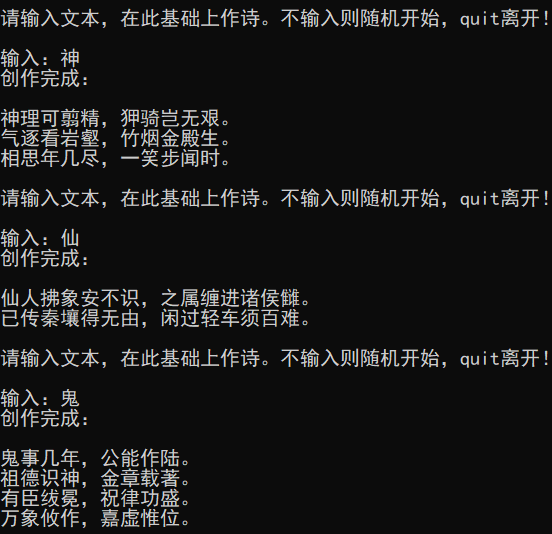 请输入文本，在此基础上作诗。不输入则随机开始，quit离开！
输入：神
创作完成：
神理可翦精，狎骑岂无艰。
气逐看岩壑，竹烟金殿生。
相思年几尽，一笑步闻时。
请输入文本，在此基础上作诗。不输入则随机开始，quit离开！
输入：仙
创作完成：
仙人拂象安不识，之属缠进诸侯雠。
已传秦壤得无由，闲过轻车须百难。
请输入文本，在此基础上作诗。不输入则随机开始，quit离开！
输入：鬼
创作完成：
鬼事几年，公能作陆。
祖德识神，金章载著。
有臣绂冕，祝律功盛。
万象攸作，嘉虚惟位。